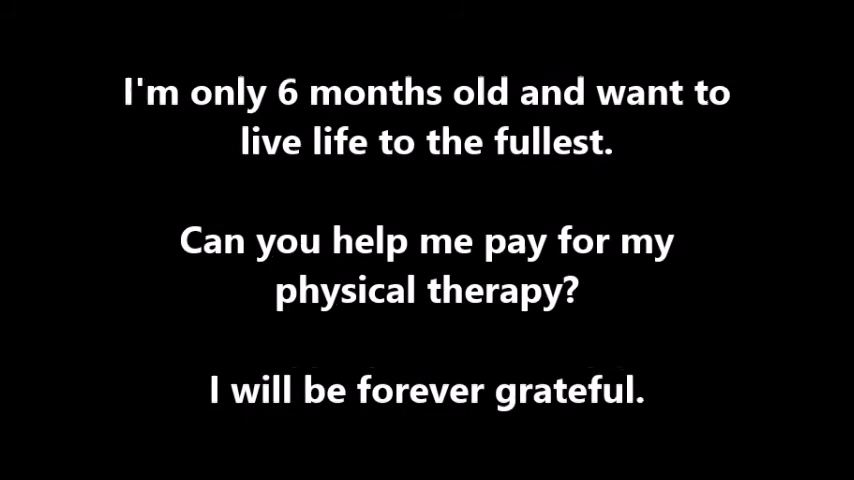 I'm only 6 months old and want to
live life to the fullest.
Can you help me pay for my
physical therapy?
I will be forever grateful.